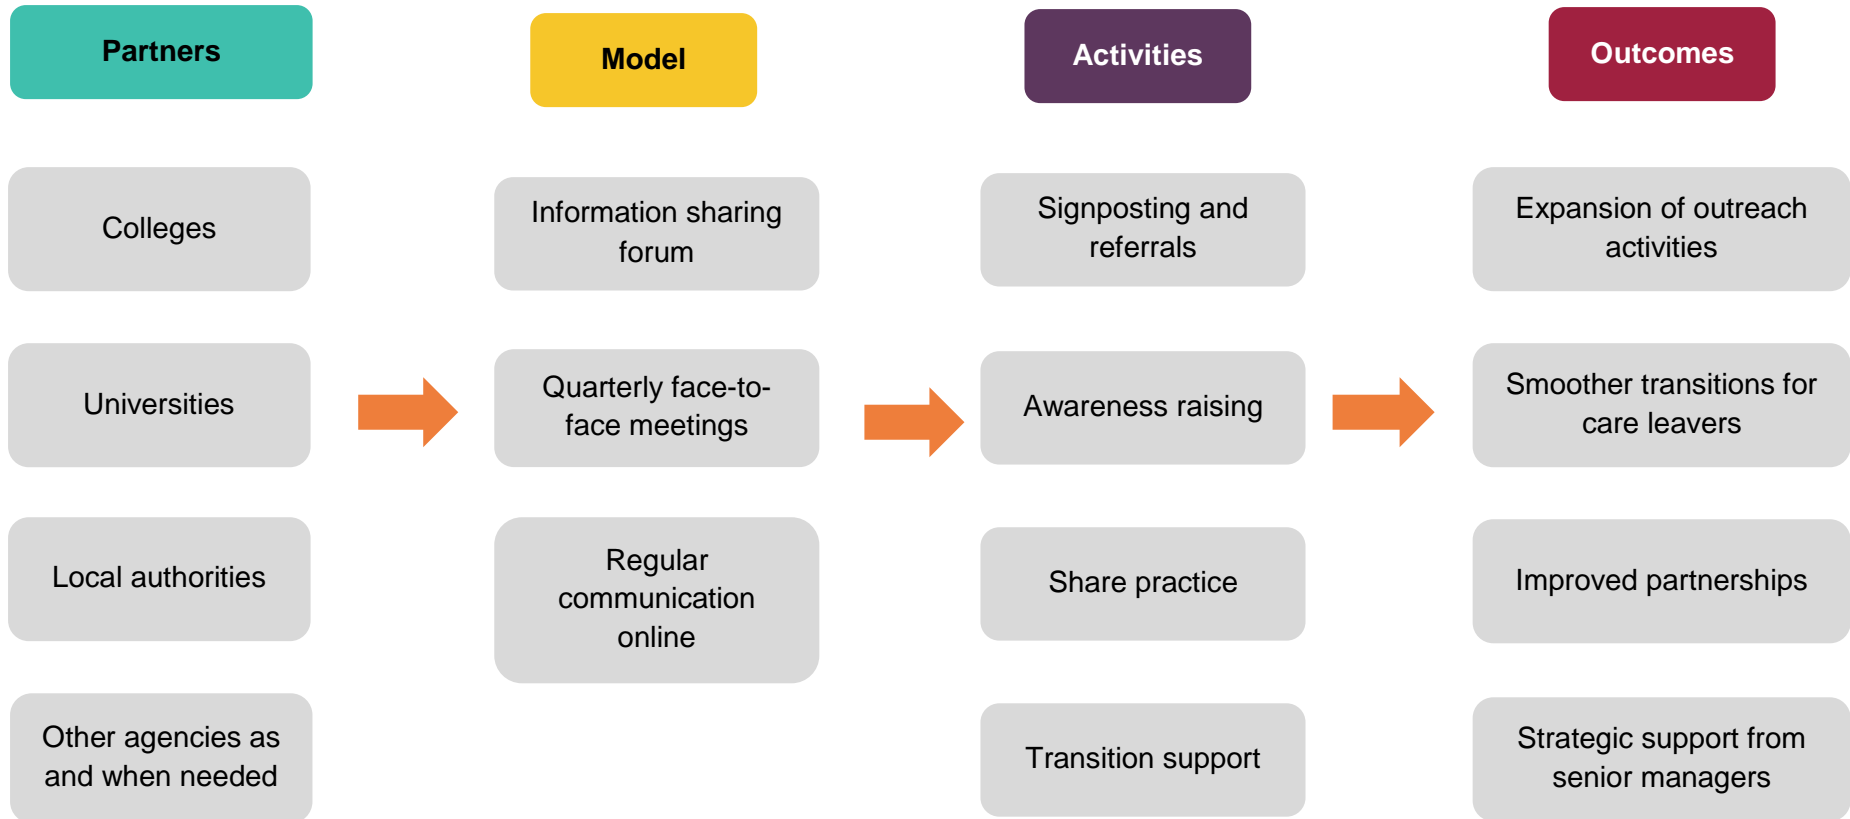 Partners
Model
Activities
Outcomes
Colleges
Universities
Local authorities
Other agencies as
and when needed
Information sharing
forum
Quarterly face-to-
face meetings
Regular
communication
online
Signposting and
referrals
Awareness raising
Share practice
Transition support
Expansion of outreach
activities
Smoother transitions for
care leavers
Improved partnerships
Strategic support from
senior managers